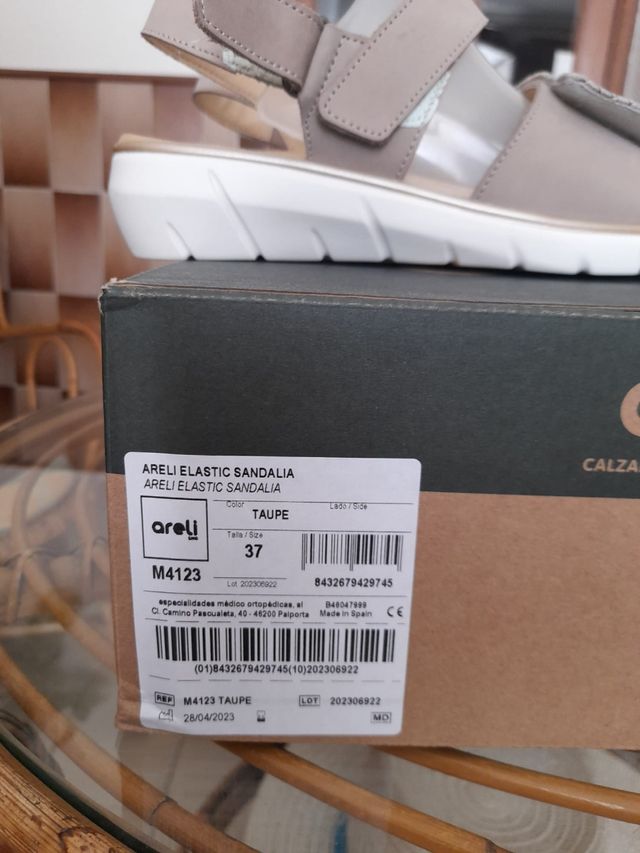 CALZA
ARELI ELASTIC SANDALIA
ARELI ELASTIC SANDALIA
areli
Color
TAUPE
Lado / Side
Talla / Size
37
M4123
Lot 202306922
8432679429745
especialidades médico ortopédicas, sl
Cl. Camino Pascualeta, 40 - 46200 Paiporta
B46047999
Made in Spain
CE
(01)8432679429745(10)202306922
REF M4123 TAUPE
LOT 202306922
28/04/2023
MD